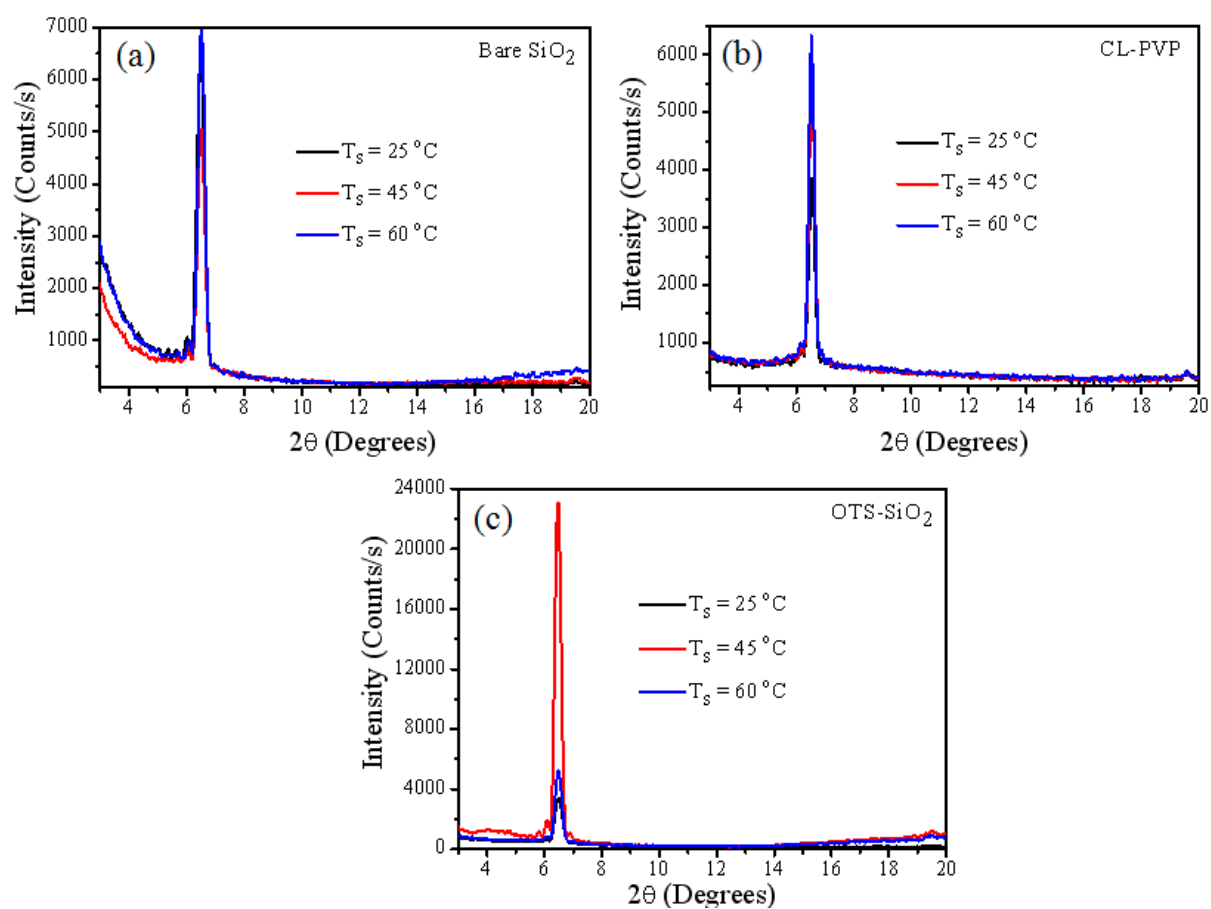 (a)
Bare SiO₂
Tₛ = 25 °C
Tₛ = 45 °C
Tₛ = 60 °C
Intensity (Counts/s)
7000
6000
5000
4000
3000
2000
1000
4 6 8 10 12 14 16 18 20
2θ (Degrees)
(b)
CL-PVP
Tₛ = 25 °C
Tₛ = 45 °C
Tₛ = 60 °C
Intensity (Counts/s)
6000
5000
4000
3000
2000
1000
4 6 8 10 12 14 16 18 20
2θ (Degrees)
(c)
OTS-SiO₂
Tₛ = 25 °C
Tₛ = 45 °C
Tₛ = 60 °C
Intensity (Counts/s)
24000
20000
16000
12000
8000
4000
0
4 6 8 10 12 14 16 18 20
2θ (Degrees)